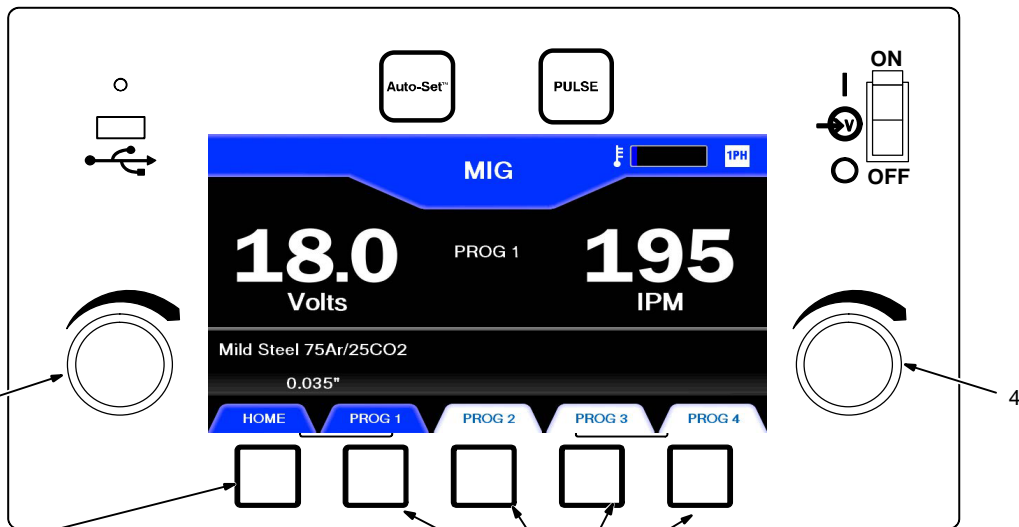 ON
Auto-Set™
PULSE
V
OFF
MIG
1PH
18.0
PROG 1
195
Volts
IPM
Mild Steel 75Ar/25CO2
0.035"
4
HOME
PROG 1
PROG 2
PROG 3
PROG 4